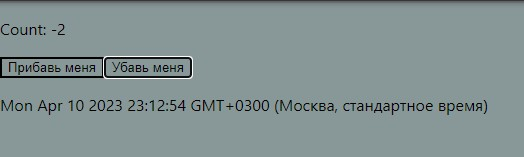 Count: -2
Прибавь меня Убавь меня
Mon Apr 10 2023 23:12:54 GMT+0300 (Москва, стандартное время)